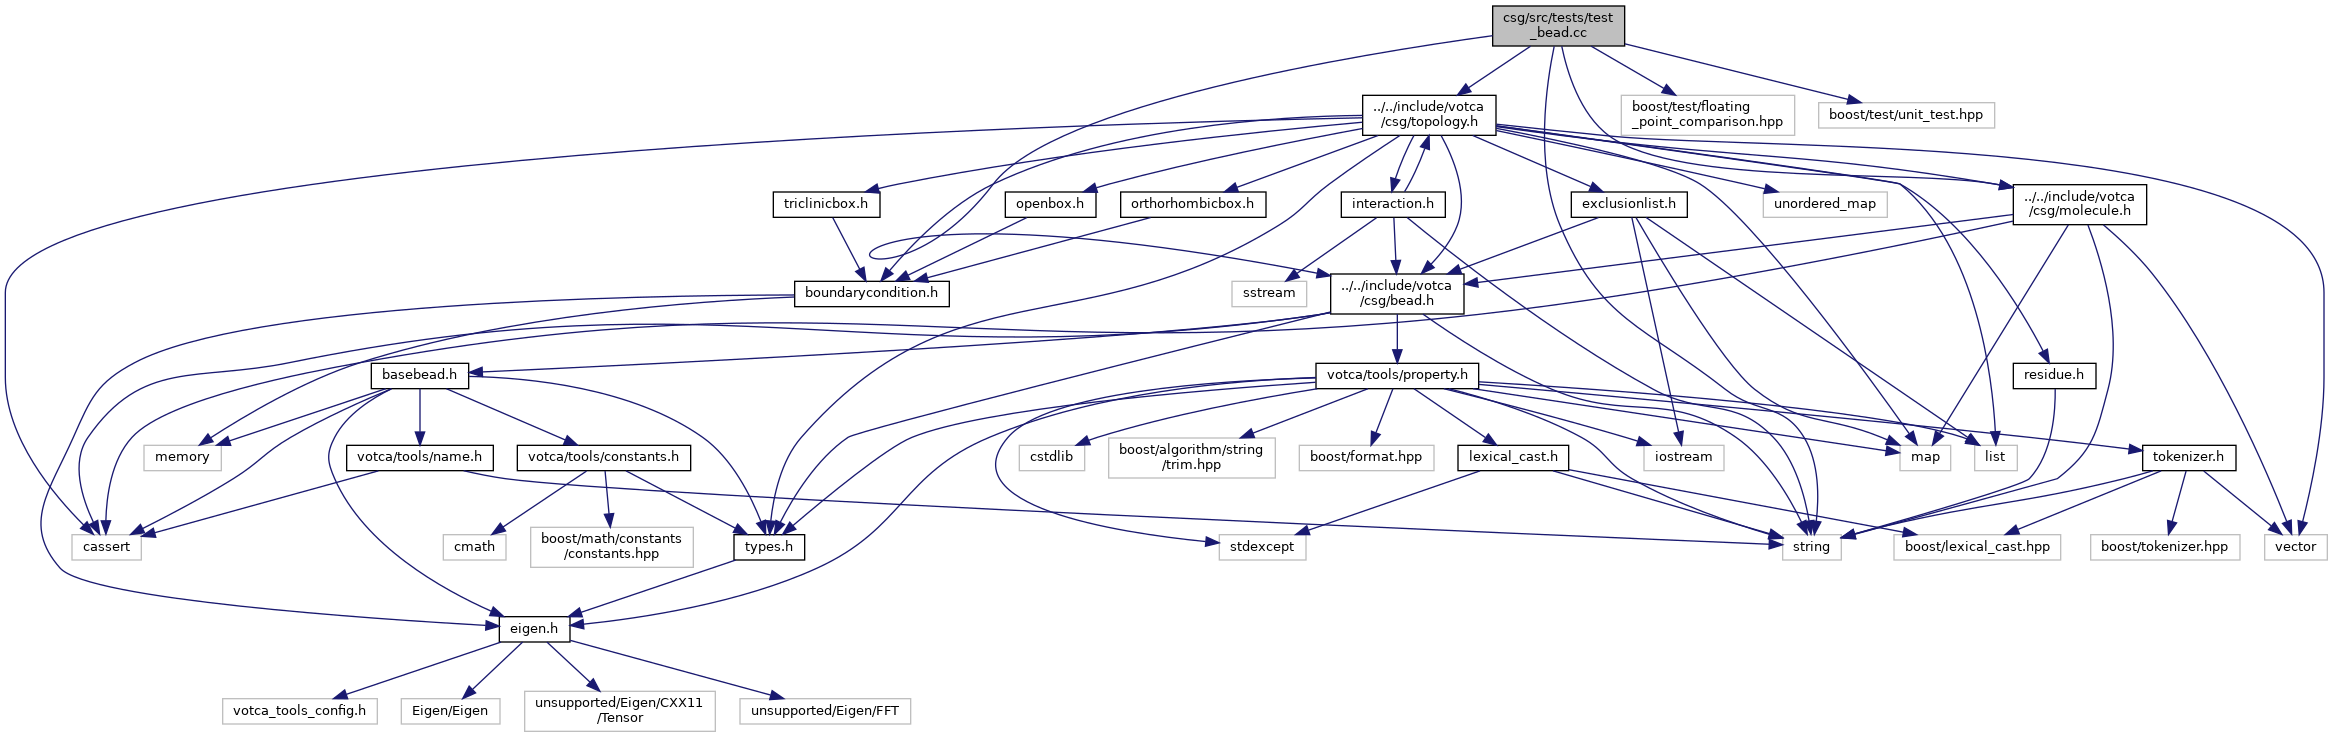 csg/src/tests/test
_bead.cc
../../include/votca
/csg/topology.h
boost/test/floating
_point_comparison.hpp
boost/test/unit_test.hpp
triclinicbox.h
openbox.h
orthorhombicbox.h
interaction.h
exclusionlist.h
unordered_map
../../include/votca
/csg/molecule.h
boundarycondition.h
sstream
../../include/votca
/csg/bead.h
basebead.h
votca/tools/property.h
residue.h
memory
votca/tools/name.h
votca/tools/constants.h
cstdlib
boost/algorithm/string
/trim.hpp
boost/format.hpp
lexical_cast.h
iostream
map
list
tokenizer.h
cassert
cmath
boost/math/constants
/constants.hpp
types.h
stdexcept
string
boost/lexical_cast.hpp
boost/tokenizer.hpp
vector
eigen.h
votca_tools_config.h
Eigen/Eigen
unsupported/Eigen/CXX11
/Tensor
unsupported/Eigen/FFT